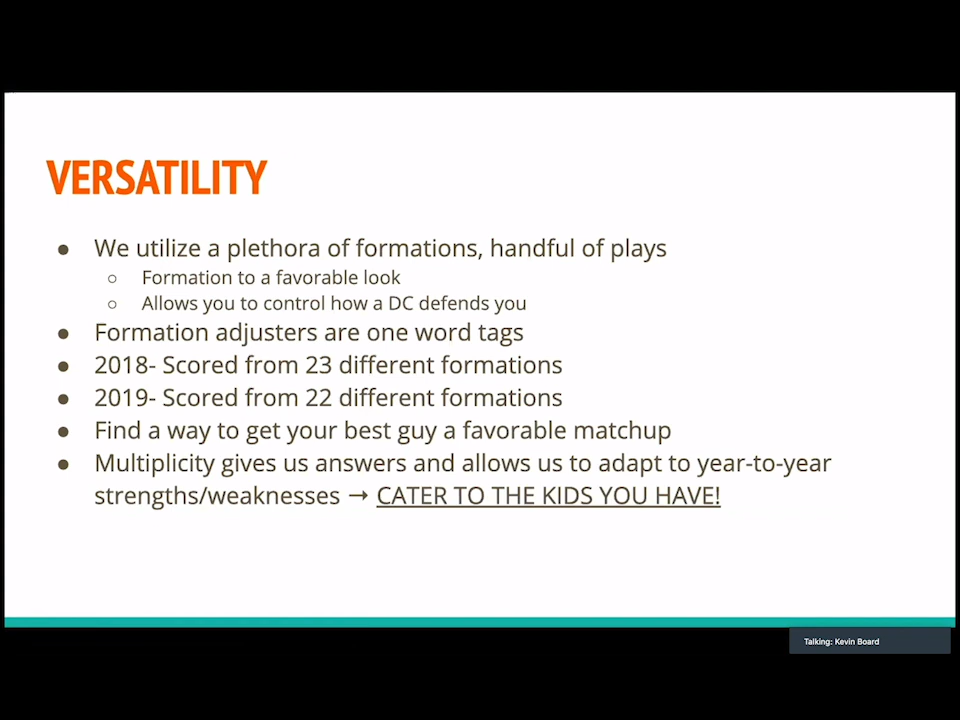 VERSATILITY
● We utilize a plethora of formations, handful of plays
○ Formation to a favorable look
○ Allows you to control how a DC defends you
● Formation adjusters are one word tags
● 2018- Scored from 23 different formations
● 2019- Scored from 22 different formations
● Find a way to get your best guy a favorable matchup
● Multiplicity gives us answers and allows us to adapt to year-to-year
strengths/weaknesses → CATER TO THE KIDS YOU HAVE!
Talking: Kevin Board